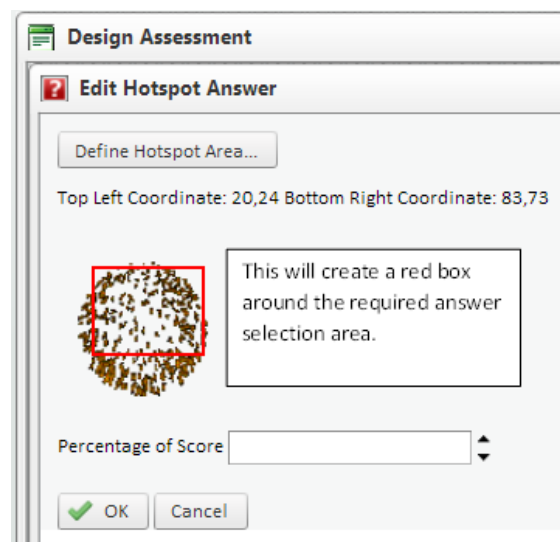 Design Assessment
Edit Hotspot Answer
Define Hotspot Area...
Top Left Coordinate: 20,24 Bottom Right Coordinate: 83,73
This will create a red box
around the required answer
selection area.
Percentage of Score
OK
Cancel